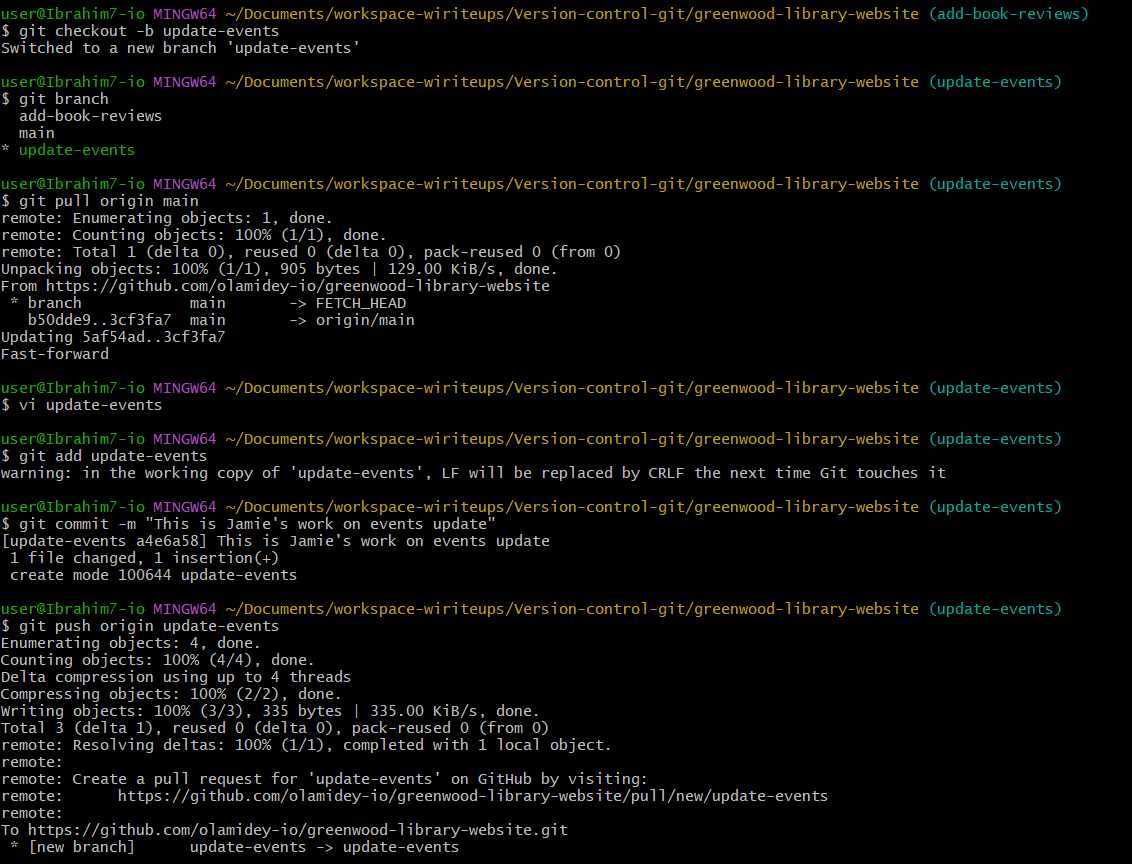 user@Ibrahim7-io MINGW64 ~/Documents/workspace-wiriteups/Version-control-git/greenwood-library-website (add-book-reviews)
$ git checkout -b update-events
Switched to a new branch 'update-events'

user@Ibrahim7-io MINGW64 ~/Documents/workspace-wiriteups/Version-control-git/greenwood-library-website (update-events)
$ git branch
  add-book-reviews
  main
* update-events

user@Ibrahim7-io MINGW64 ~/Documents/workspace-wiriteups/Version-control-git/greenwood-library-website (update-events)
$ git pull origin main
remote: Enumerating objects: 1, done.
remote: Counting objects: 100% (1/1), done.
remote: Total 1 (delta 0), reused 0 (delta 0), pack-reused 0 (from 0)
Unpacking objects: 100% (1/1), 905 bytes | 129.00 KiB/s, done.
From https://github.com/olamidey-io/greenwood-library-website
 * branch            main       -> FETCH_HEAD
   b50dde9..3cf3fa7  main       -> origin/main
Updating 5af54ad..3cf3fa7
Fast-forward

user@Ibrahim7-io MINGW64 ~/Documents/workspace-wiriteups/Version-control-git/greenwood-library-website (update-events)
$ vi update-events

user@Ibrahim7-io MINGW64 ~/Documents/workspace-wiriteups/Version-control-git/greenwood-library-website (update-events)
$ git add update-events
warning: in the working copy of 'update-events', LF will be replaced by CRLF the next time Git touches it

user@Ibrahim7-io MINGW64 ~/Documents/workspace-wiriteups/Version-control-git/greenwood-library-website (update-events)
$ git commit -m "This is Jamie's work on events update"
[update-events a4e6a58] This is Jamie's work on events update
 1 file changed, 1 insertion(+)
 create mode 100644 update-events

user@Ibrahim7-io MINGW64 ~/Documents/workspace-wiriteups/Version-control-git/greenwood-library-website (update-events)
$ git push origin update-events
Enumerating objects: 4, done.
Counting objects: 100% (4/4), done.
Delta compression using up to 4 threads
Compressing objects: 100% (2/2), done.
Writing objects: 100% (3/3), 335 bytes | 335.00 KiB/s, done.
Total 3 (delta 1), reused 0 (delta 0), pack-reused 0 (from 0)
remote: Resolving deltas: 100% (1/1), completed with 1 local object.
remote:
remote: Create a pull request for 'update-events' on GitHub by visiting:
remote:      https://github.com/olamidey-io/greenwood-library-website/pull/new/update-events
remote:
To https://github.com/olamidey-io/greenwood-library-website.git
 * [new branch]      update-events -> update-events